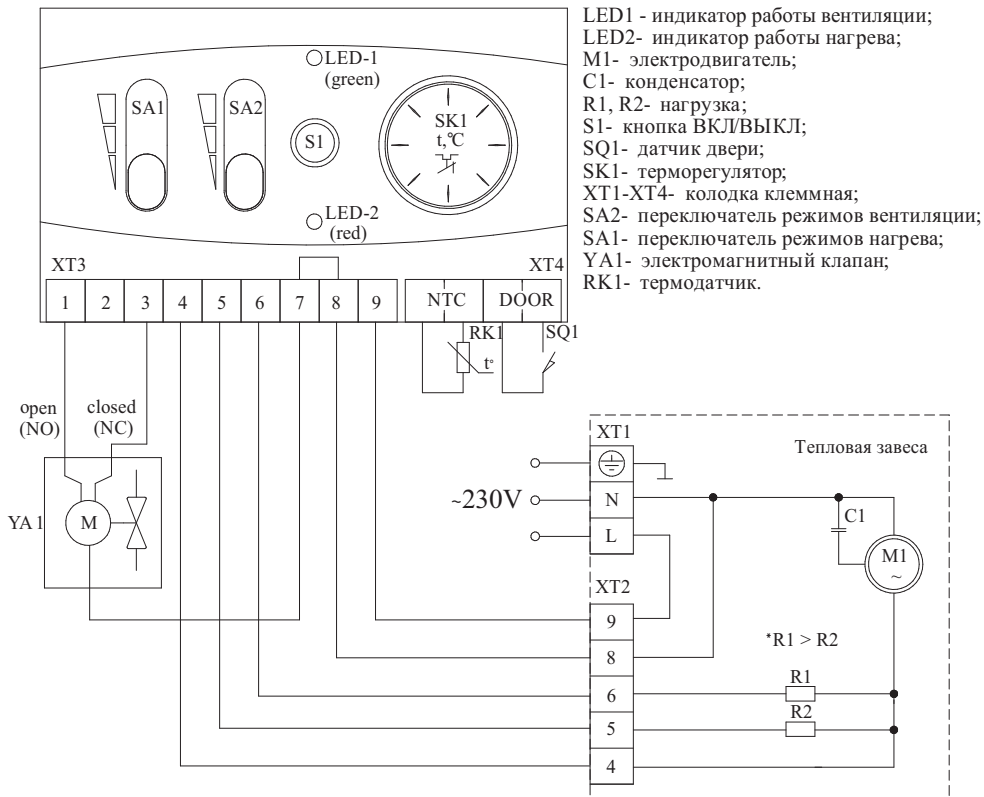 LED-1
(green)
SA1
SA2
S1
SK1
t,°C
LED-2
(red)
LED1 - индикатор работы вентиляции;
LED2- индикатор работы нагрева;
M1- электродвигатель;
C1- конденсатор;
R1, R2- нагрузка;
S1- кнопка ВКЛ/ВЫКЛ;
SQ1- датчик двери;
SK1- терморегулятор;
XT1-XT4- колодка клеммная;
SA2- переключатель режимов вентиляции;
SA1- переключатель режимов нагрева;
YA1- электромагнитный клапан;
RK1- термодатчик.
XT3
XT4
1 2 3 4 5 6 7 8 9 NTC DOOR
RK1
t°
SQ1
open
(NO)
closed
(NC)
YA1
M
Тепловая завеса
XT1
~230V
N
L
C1
M1
~
XT2
9
8
*R1 > R2
6
R1
5
R2
4